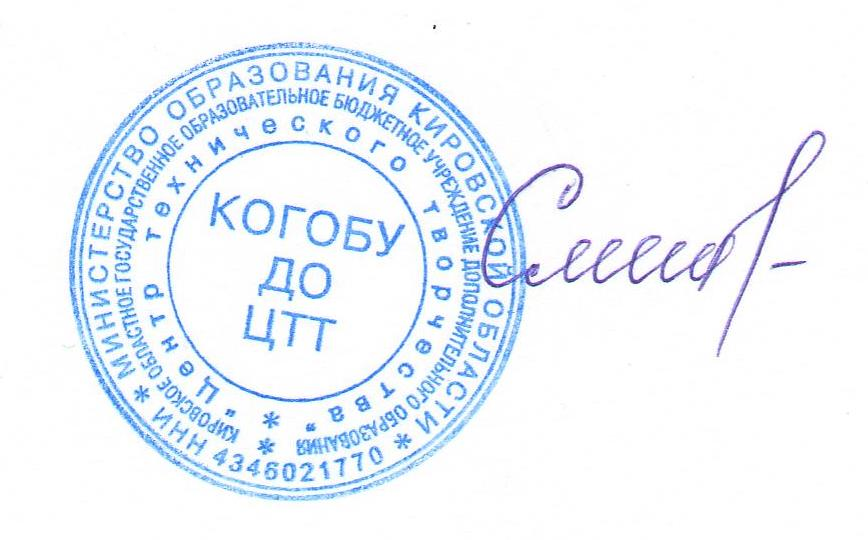 * МИНИСТЕРСТВО ОБРАЗОВАНИЯ КИРОВСКОЙ ОБЛАСТИ *
ИНН 4346021770
* КИРОВСКОЕ ОБЛАСТНОЕ ГОСУДАРСТВЕННОЕ ОБРАЗОВАТЕЛЬНОЕ БЮДЖЕТНОЕ УЧРЕЖДЕНИЕ ДОПОЛНИТЕЛЬНОГО ОБРАЗОВАНИЯ
* "Центр технического творчества"
КОГОБУ
ДО
ЦТТ